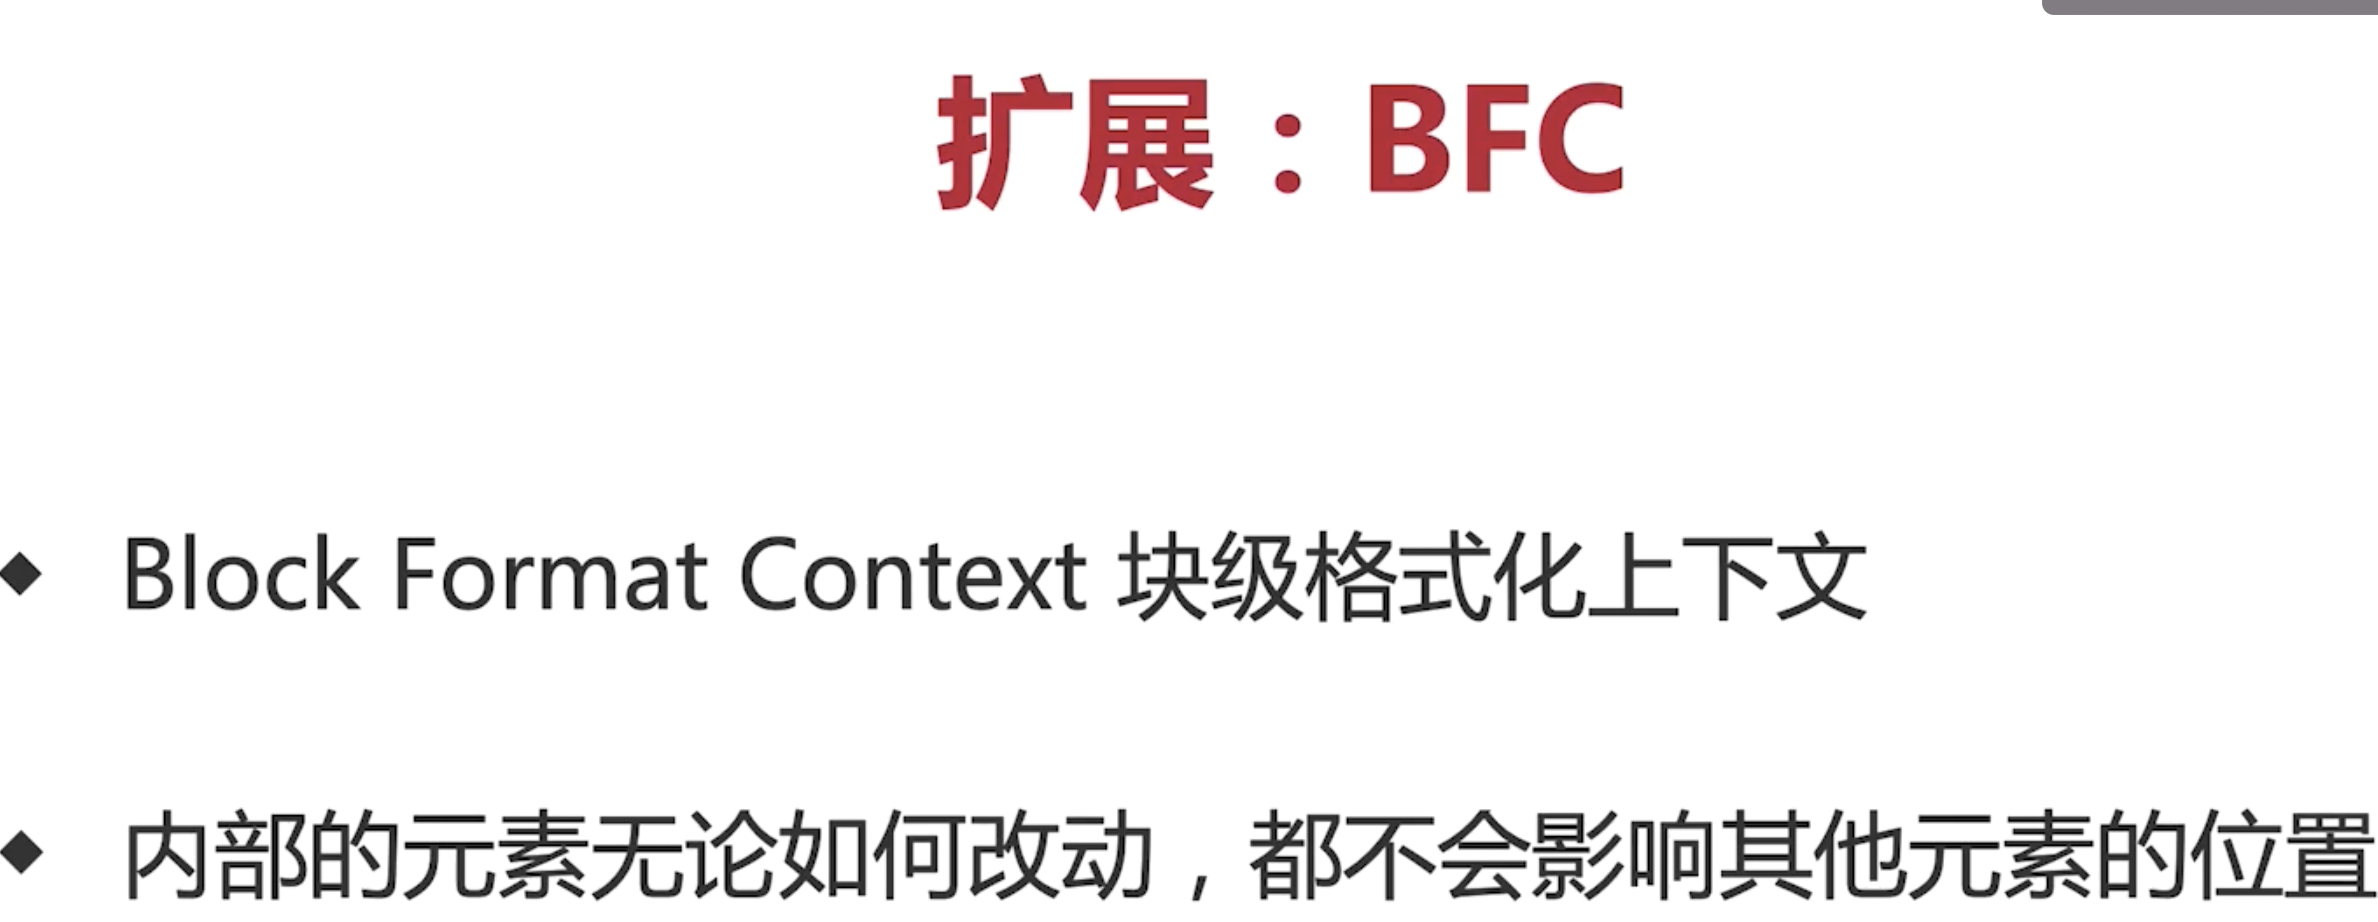 扩展：BFC
◆ Block Format Context 块级格式化上下文
◆ 内部的元素无论如何改动，都不会影响其他元素的位置